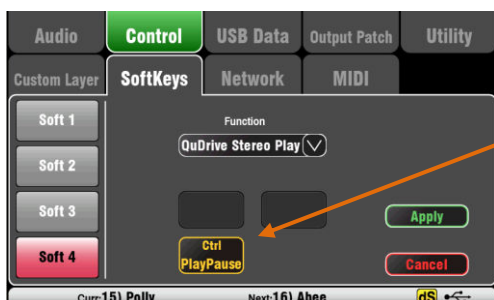 Audio Control USB Data Output Patch Utility
Custom Layer SoftKeys Network MIDI
Soft 1
Function
QuDrive Stereo Play
Soft 2
Soft 3
Apply
Soft 4
Ctrl
PlayPause
Cancel
Curr:15) Polly Next:16) Abee dS